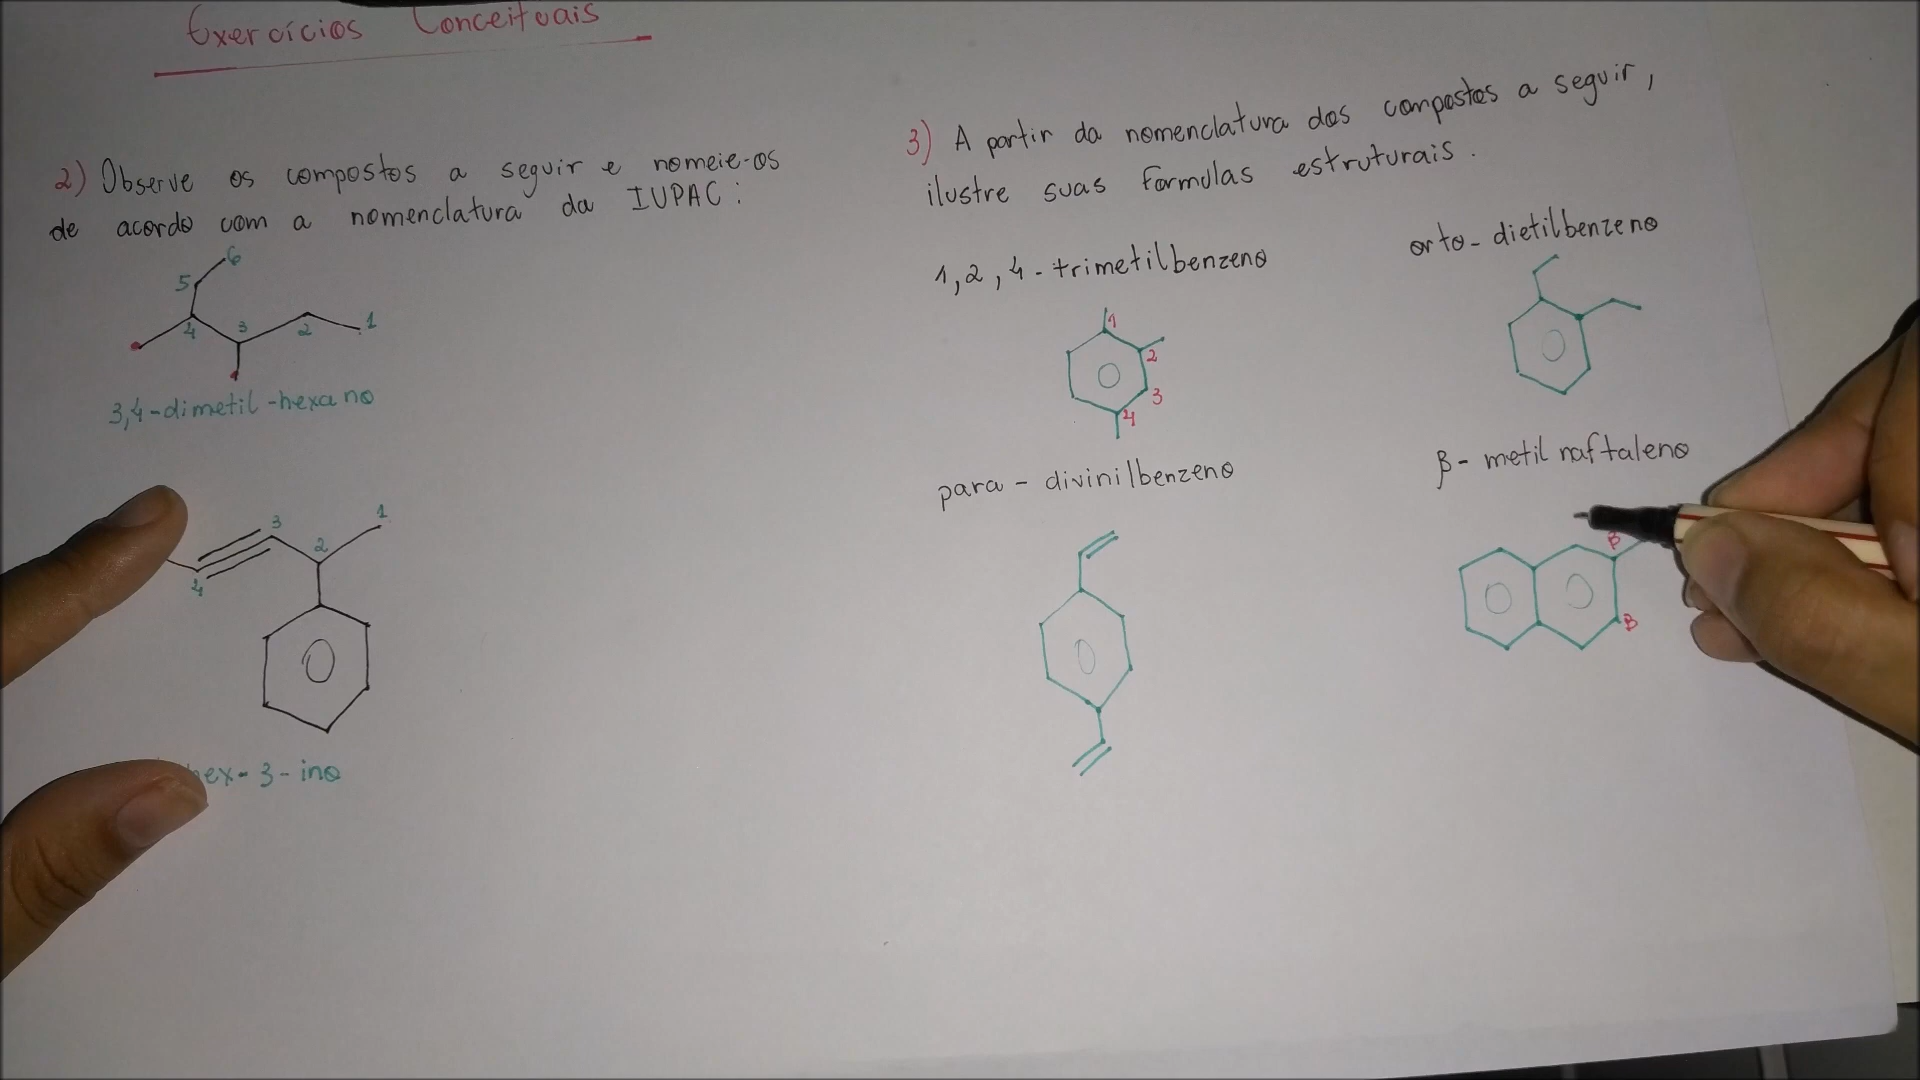 Exercícios Conceituais
2) Observe os compostos a seguir e nomeie-os
de acordo com a nomenclatura da IUPAC:
6
5
4 3 2 1
3,4-dimetil-hexano
3 2 1
4
hex-3-ino
3) A partir da nomenclatura dos compostos a seguir,
ilustre suas formulas estruturais.
1,2,4-trimetilbenzeno
1
2
3
4
orto-dietilbenzeno
para-divinilbenzeno
β-metil naftaleno
β
β